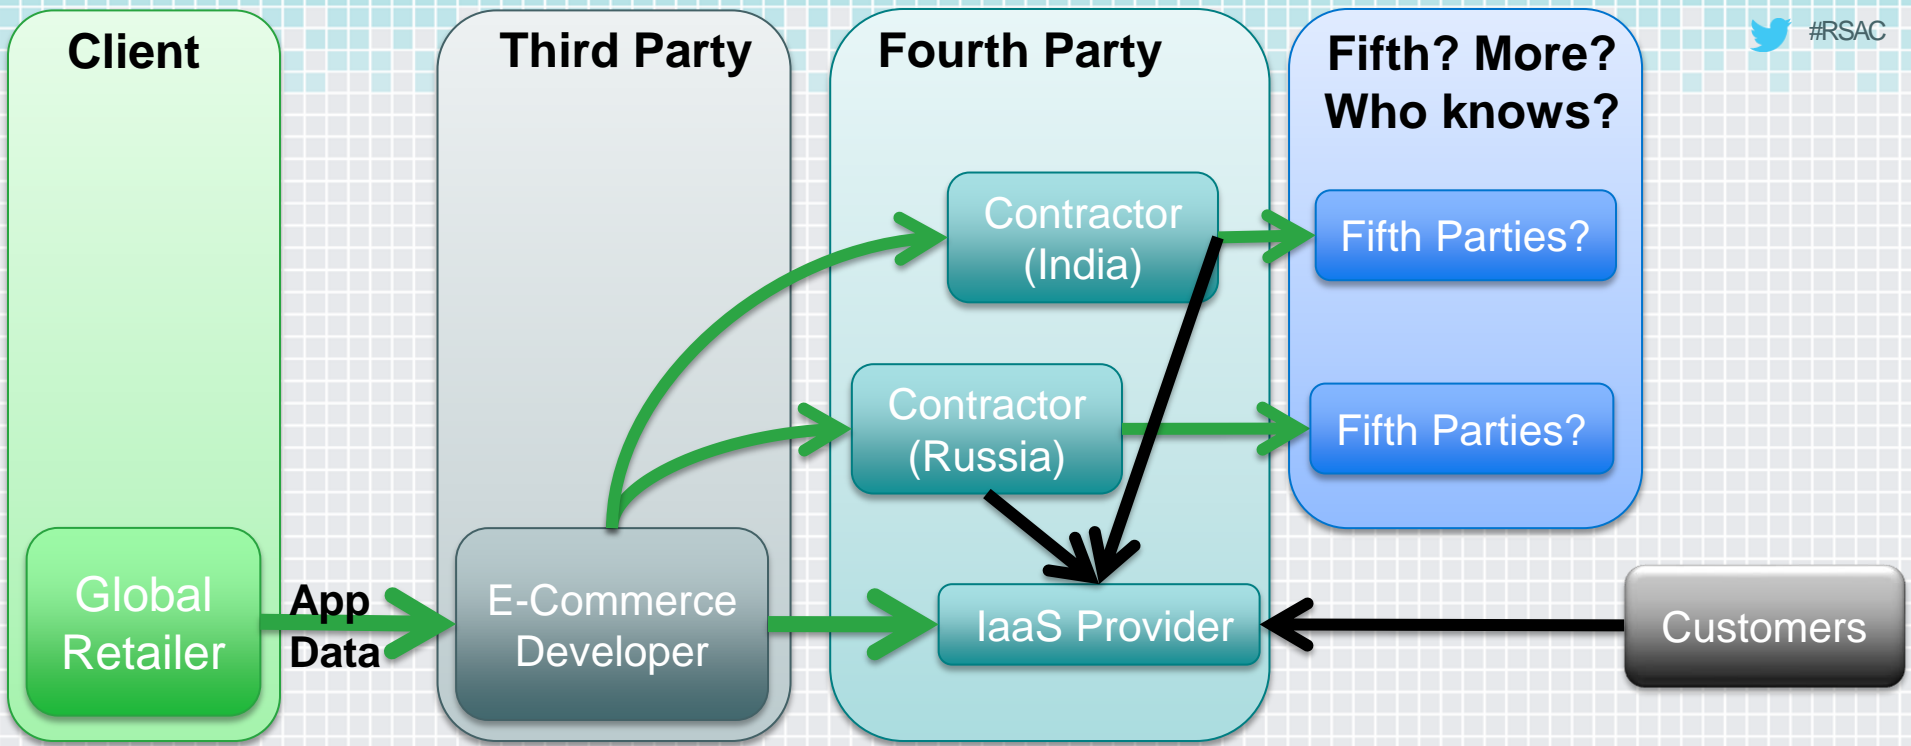 Client
Third Party
Fourth Party
Fifth? More?
Who knows?
#RSAC
Contractor
(India)
Fifth Parties?
Contractor
(Russia)
Fifth Parties?
Global
Retailer
App
Data
E-Commerce
Developer
IaaS Provider
Customers